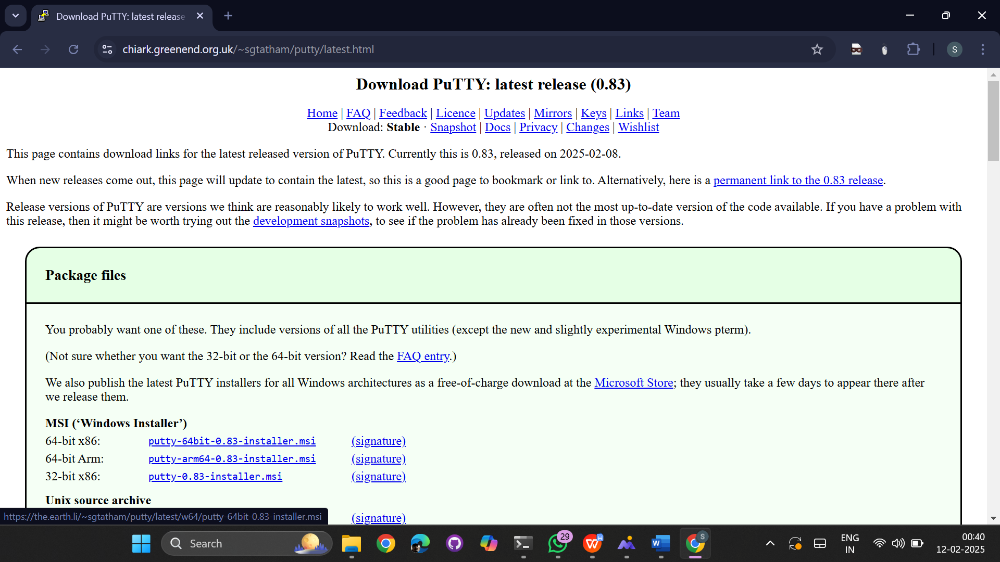 Download PuTTY: latest release
chiark.greenend.org.uk/~sgtatham/putty/latest.html
S
Download PuTTY: latest release (0.83)
Home | FAQ | Feedback | Licence | Updates | Mirrors | Keys | Links | Team
Download: Stable · Snapshot | Docs | Privacy | Changes | Wishlist
This page contains download links for the latest released version of PuTTY. Currently this is 0.83, released on 2025-02-08.
When new releases come out, this page will update to contain the latest, so this is a good page to bookmark or link to. Alternatively, here is a permanent link to the 0.83 release.
Release versions of PuTTY are versions we think are reasonably likely to work well. However, they are often not the most up-to-date version of the code available. If you have a problem with
this release, then it might be worth trying out the development snapshots, to see if the problem has already been fixed in those versions.
Package files
You probably want one of these. They include versions of all the PuTTY utilities (except the new and slightly experimental Windows pterm).
(Not sure whether you want the 32-bit or the 64-bit version? Read the FAQ entry.)
We also publish the latest PuTTY installers for all Windows architectures as a free-of-charge download at the Microsoft Store; they usually take a few days to appear there after
we release them.
MSI (‘Windows Installer’)
64-bit x86: putty-64bit-0.83-installer.msi (signature)
64-bit Arm: putty-arm64-0.83-installer.msi (signature)
32-bit x86: putty-0.83-installer.msi (signature)
Unix source archive
(signature)
https://the.earth.li/~sgtatham/putty/latest/w64/putty-64bit-0.83-installer.msi
Search
29
W
W
W
S
ENG
IN
00:40
12-02-2025